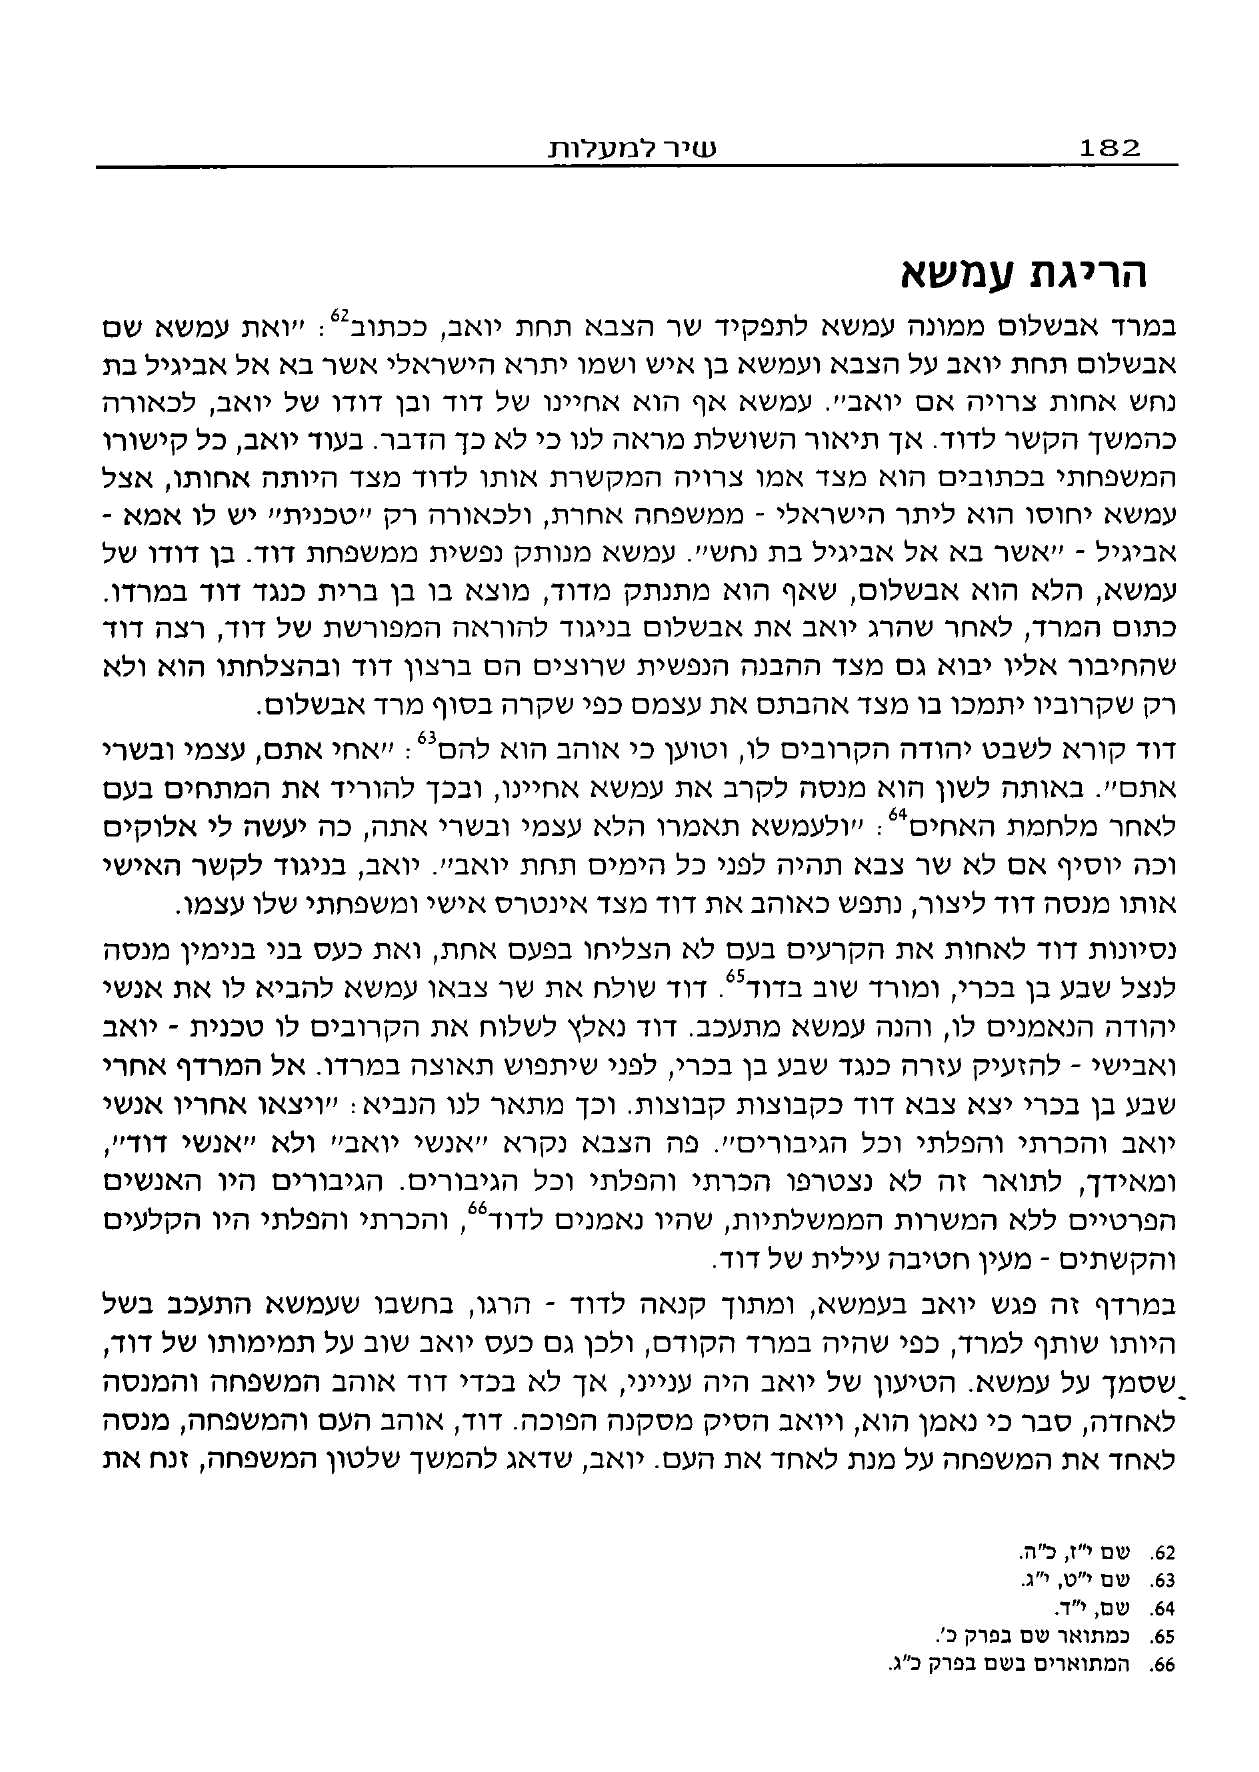 182 שיר למעלות
הריגת עמשא
במרד אבשלום ממונה עמשא לתפקיד שר הצבא תחת יואב, ככתוב62: "ואת עמשא שם
אבשלום תחת יואב על הצבא ועמשא בן איש ושמו יתרא הישראלי אשר בא אל אביגיל בת
נחש אחות צרויה אם יואב". עמשא אף הוא אחיינו של דוד ובן דודו של יואב, לכאורה
כהמשך הקשר לדוד. אך תיאור השושלת מראה לנו כי לא כך הדבר. בעוד יואב, כל קישורו
המשפחתי בכתובים הוא מצד אמו צרויה המקשרת אותו לדוד מצד היותה אחותו, אצל
עמשא יחוסו הוא ליתר הישראלי - ממשפחה אחרת, ולכאורה רק "טכנית" יש לו אמא -
אביגיל - "אשר בא אל אביגיל בת נחש". עמשא מנותק נפשית ממשפחת דוד. בן דודו של
עמשא, הלא הוא אבשלום, שאף הוא מתנתק מדוד, מוצא בו בן ברית כנגד דוד במרדו.
כתום המרד, לאחר שהרג יואב את אבשלום בניגוד להוראה המפורשת של דוד, רצה דוד
שהחיבור אליו יבוא גם מצד ההבנה הנפשית שרוצים הם ברצון דוד ובהצלחתו הוא ולא
רק שקרוביו יתמכו בו מצד אהבתם את עצמם כפי שקרה בסוף מרד אבשלום.
דוד קורא לשבט יהודה הקרובים לו, וטוען כי אוהב הוא להם63: "אחי אתם, עצמי ובשרי
אתם". באותה לשון הוא מנסה לקרב את עמשא אחיינו, ובכך להוריד את המתחים בעם
לאחר מלחמת האחים64: "ולעמשא תאמרו הלא עצמי ובשרי אתה, כה יעשה לי אלוקים
וכה יוסיף אם לא שר צבא תהיה לפני כל הימים תחת יואב". יואב, בניגוד לקשר האישי
אותו מנסה דוד ליצור, נתפש כאוהב את דוד מצד אינטרס אישי ומשפחתי שלו עצמו.
נסיונות דוד לאחות את הקרעים בעם לא הצליחו בפעם אחת, ואת כעס בני בנימין מנסה
לנצל שבע בן בכרי, ומורד שוב בדוד65. דוד שולח את שר צבאו עמשא להביא לו את אנשי
יהודה הנאמנים לו, והנה עמשא מתעכב. דוד נאלץ לשלוח את הקרובים לו טכנית - יואב
ואבישי - להזעיק עזרה כנגד שבע בן בכרי, לפני שיתפוש תאוצה במרדו. אל המרדף אחרי
שבע בן בכרי יצא צבא דוד כקבוצות קבוצות. וכך מתאר לנו הנביא: "ויצאו אחריו אנשי
יואב והכרתי והפלתי וכל הגיבורים". פה הצבא נקרא "אנשי יואב" ולא "אנשי דוד",
ומאידך, לתואר זה לא נצטרפו הכרתי והפלתי וכל הגיבורים. הגיבורים היו האנשים
הפרטיים ללא המשרות הממשלתיות, שהיו נאמנים לדוד66, והכרתי והפלתי היו הקלעים
והקשתים - מעין חטיבה עילית של דוד.
במרדף זה פגש יואב בעמשא, ומתוך קנאה לדוד - הרגו, בחשבו שעמשא התעכב בשל
היותו שותף למרד, כפי שהיה במרד הקודם, ולכן גם כעס יואב שוב על תמימותו של דוד,
שסמך על עמשא. הטיעון של יואב היה ענייני, אך לא בכדי דוד אוהב המשפחה והמנסה
לאחדה, סבר כי נאמן הוא, ויואב הסיק מסקנה הפוכה. דוד, אוהב העם והמשפחה, מנסה
לאחד את המשפחה על מנת לאחד את העם. יואב, שדאג להמשך שלטון המשפחה, זנח את
62. שם י"ז, כ"ה.
63. שם י"ט, י"ג.
64. שם, י"ד.
65. כמתואר שם בפרק כ'.
66. המתוארים בשם בפרק כ"ג.